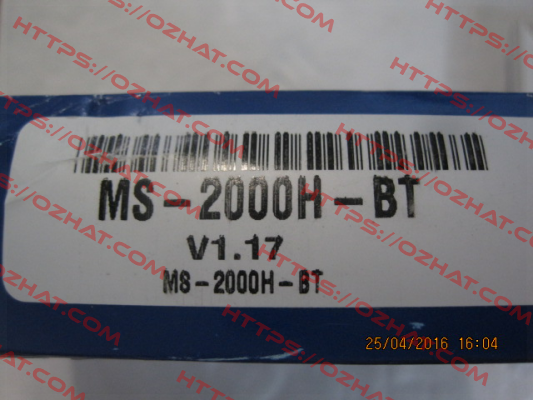 MS-2000H-BT
V1.17
MS-2000H-BT
25/04/2016 16:04
HTTPS://OZHAT.COM